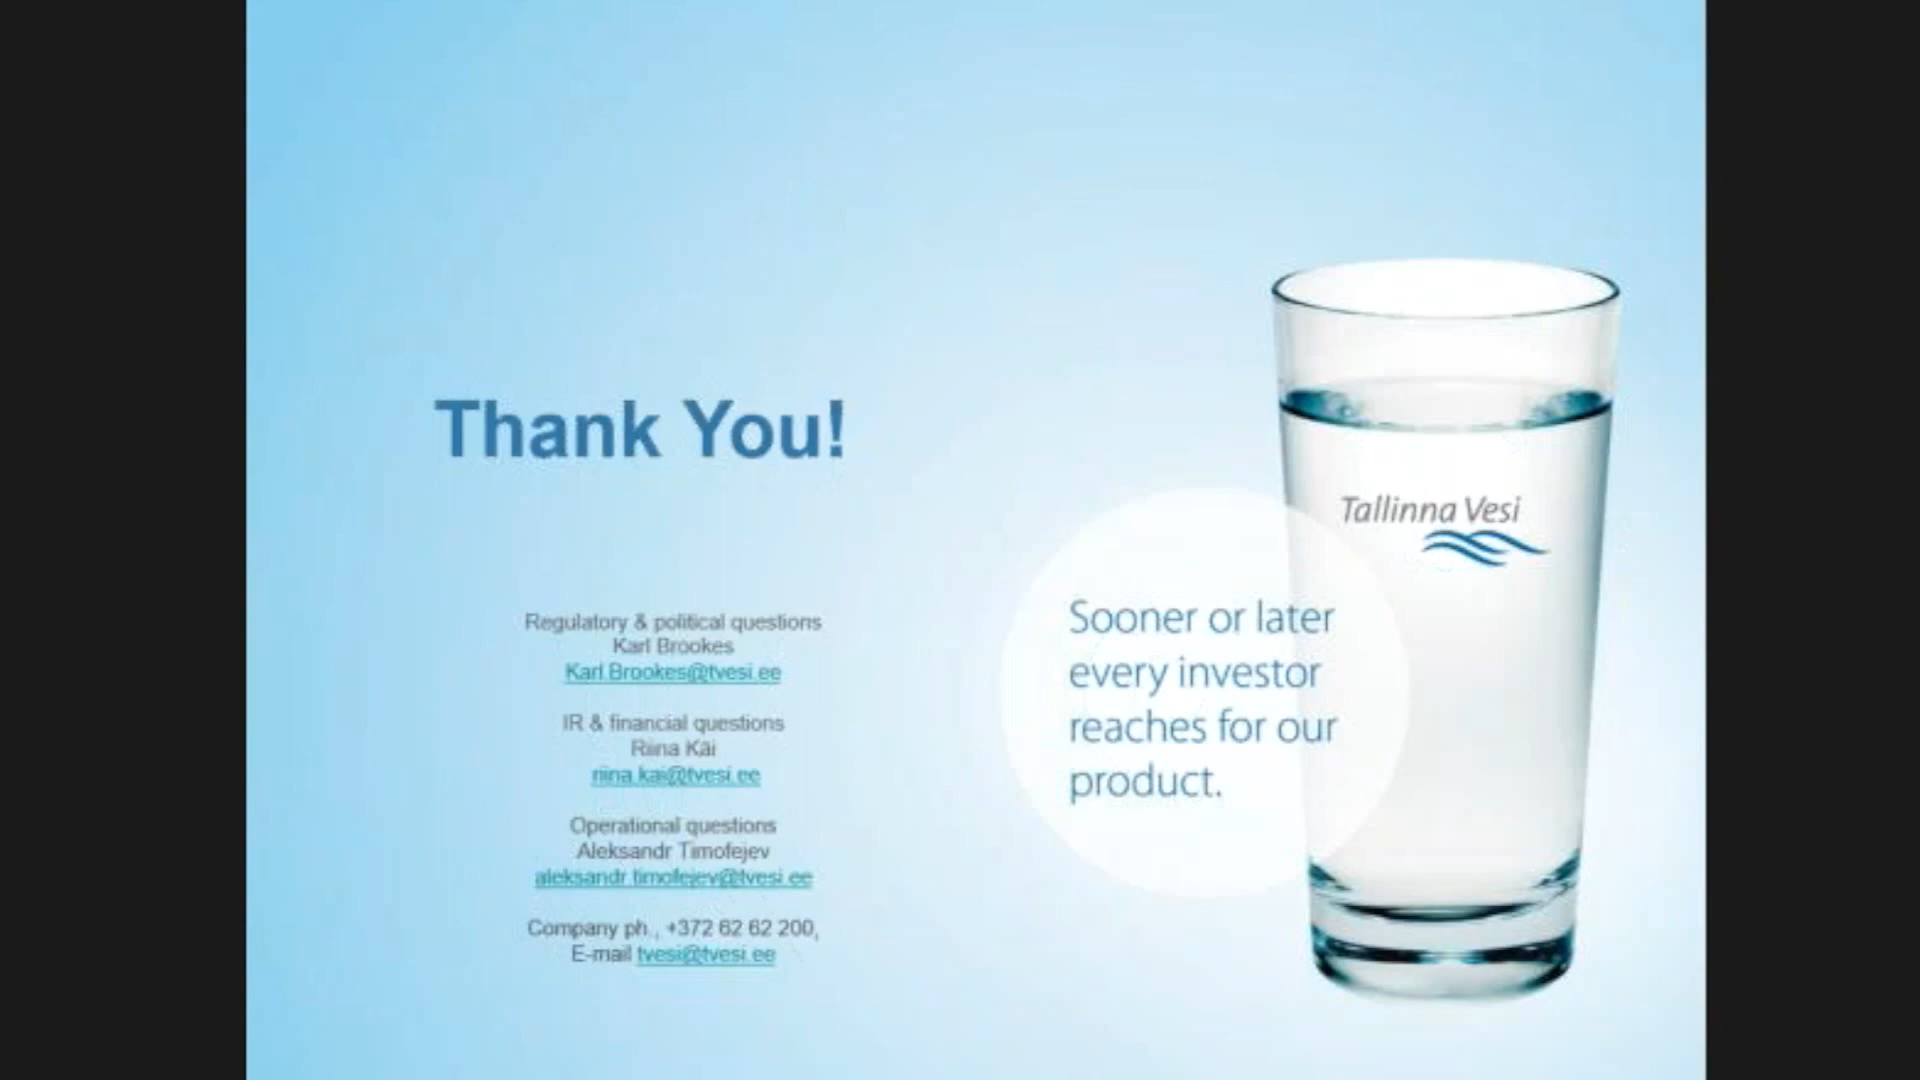 Thank You!
Regulatory & political questions
Karl Brookes
Karl.Brookes@tvesi.ee
IR & financial questions
Riina Käi
riina.kai@tvesi.ee
Operational questions
Aleksandr Timofejev
aleksandr.timofejev@tvesi.ee
Company ph., +372 62 62 200,
E-mail tvesi@tvesi.ee
Tallinna Vesi
Sooner or later
every investor
reaches for our
product.